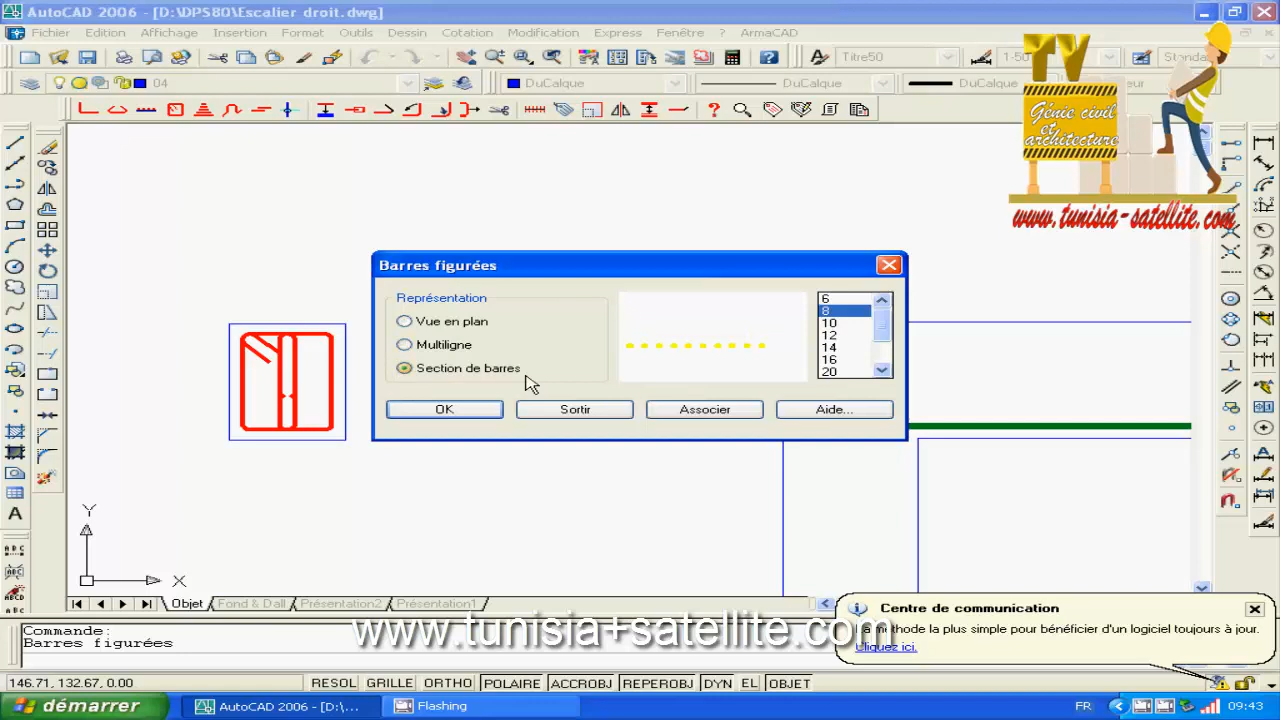 AutoCAD 2006 - [D:\DPS80\Escalier droit.dwg]
Fichier Edition Affichage Insertion Format Outils Dessin Cotation Modification Express Fenêtre ? ArmaCAD
Titre50 1-50
04 DuCalque DuCalque DuCalque
TV
Génie civil
et
architecture
www.tunisia-satellite.com
Barres figurées
Représentation
Vue en plan
Multiligne
Section de barres
6
8
10
12
14
16
20
OK Sortir Associer Aide...
Y
X
Objet Fond & Dall Présentation2 Présentation1
Commande:
Barres figurées
www.tunisia+satellite.com
Centre de communication
La méthode la plus simple pour bénéficier d'un logiciel toujours à jour.
Cliquez ici.
146.71, 132.67, 0.00 RESOL GRILLE ORTHO POLAIRE ACCROBJ REPEROBJ DYN EL OBJET
démarrer AutoCAD 2006 - [D:\... Flashing FR 09:43